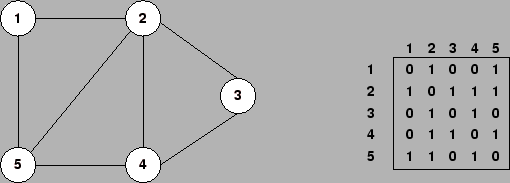 1 2
3
5 4
1 2 3 4 5
1 0 1 0 0 1
2 1 0 1 1 1
3 0 1 0 1 0
4 0 1 1 0 1
5 1 1 0 1 0